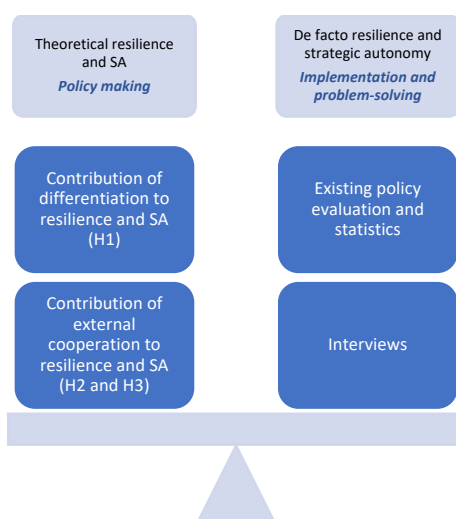 Theoretical resilience
and SA
Policy making
De facto resilience and
strategic autonomy
Implementation and
problem-solving
Contribution of
differentiation to
resilience and SA
(H1)
Existing policy
evaluation and
statistics
Contribution of
external
cooperation to
resilience and SA
(H2 and H3)
Interviews